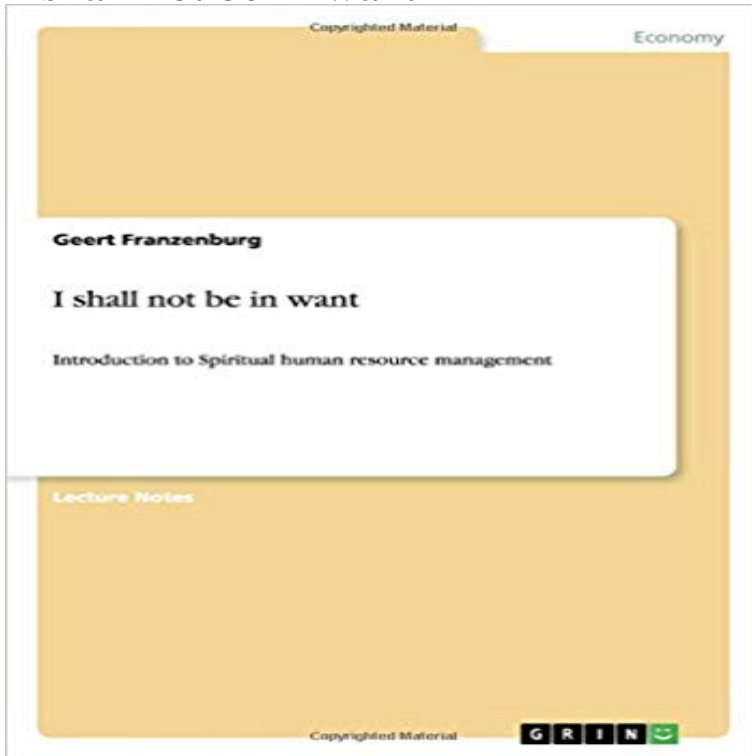 Copyrighted Material
Economy
Geert Franzenburg
I shall not be in want
Introduction to Spiritual human resource management
Lecture Notes
Copyrighted Material
GRIN